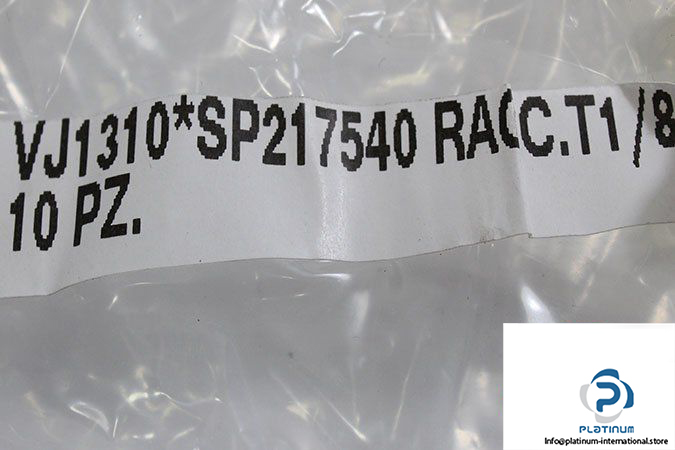 VJ1310*SP217540 RACC.T1/8
10 PZ.
PLATINUM
Info@platinum-international.store